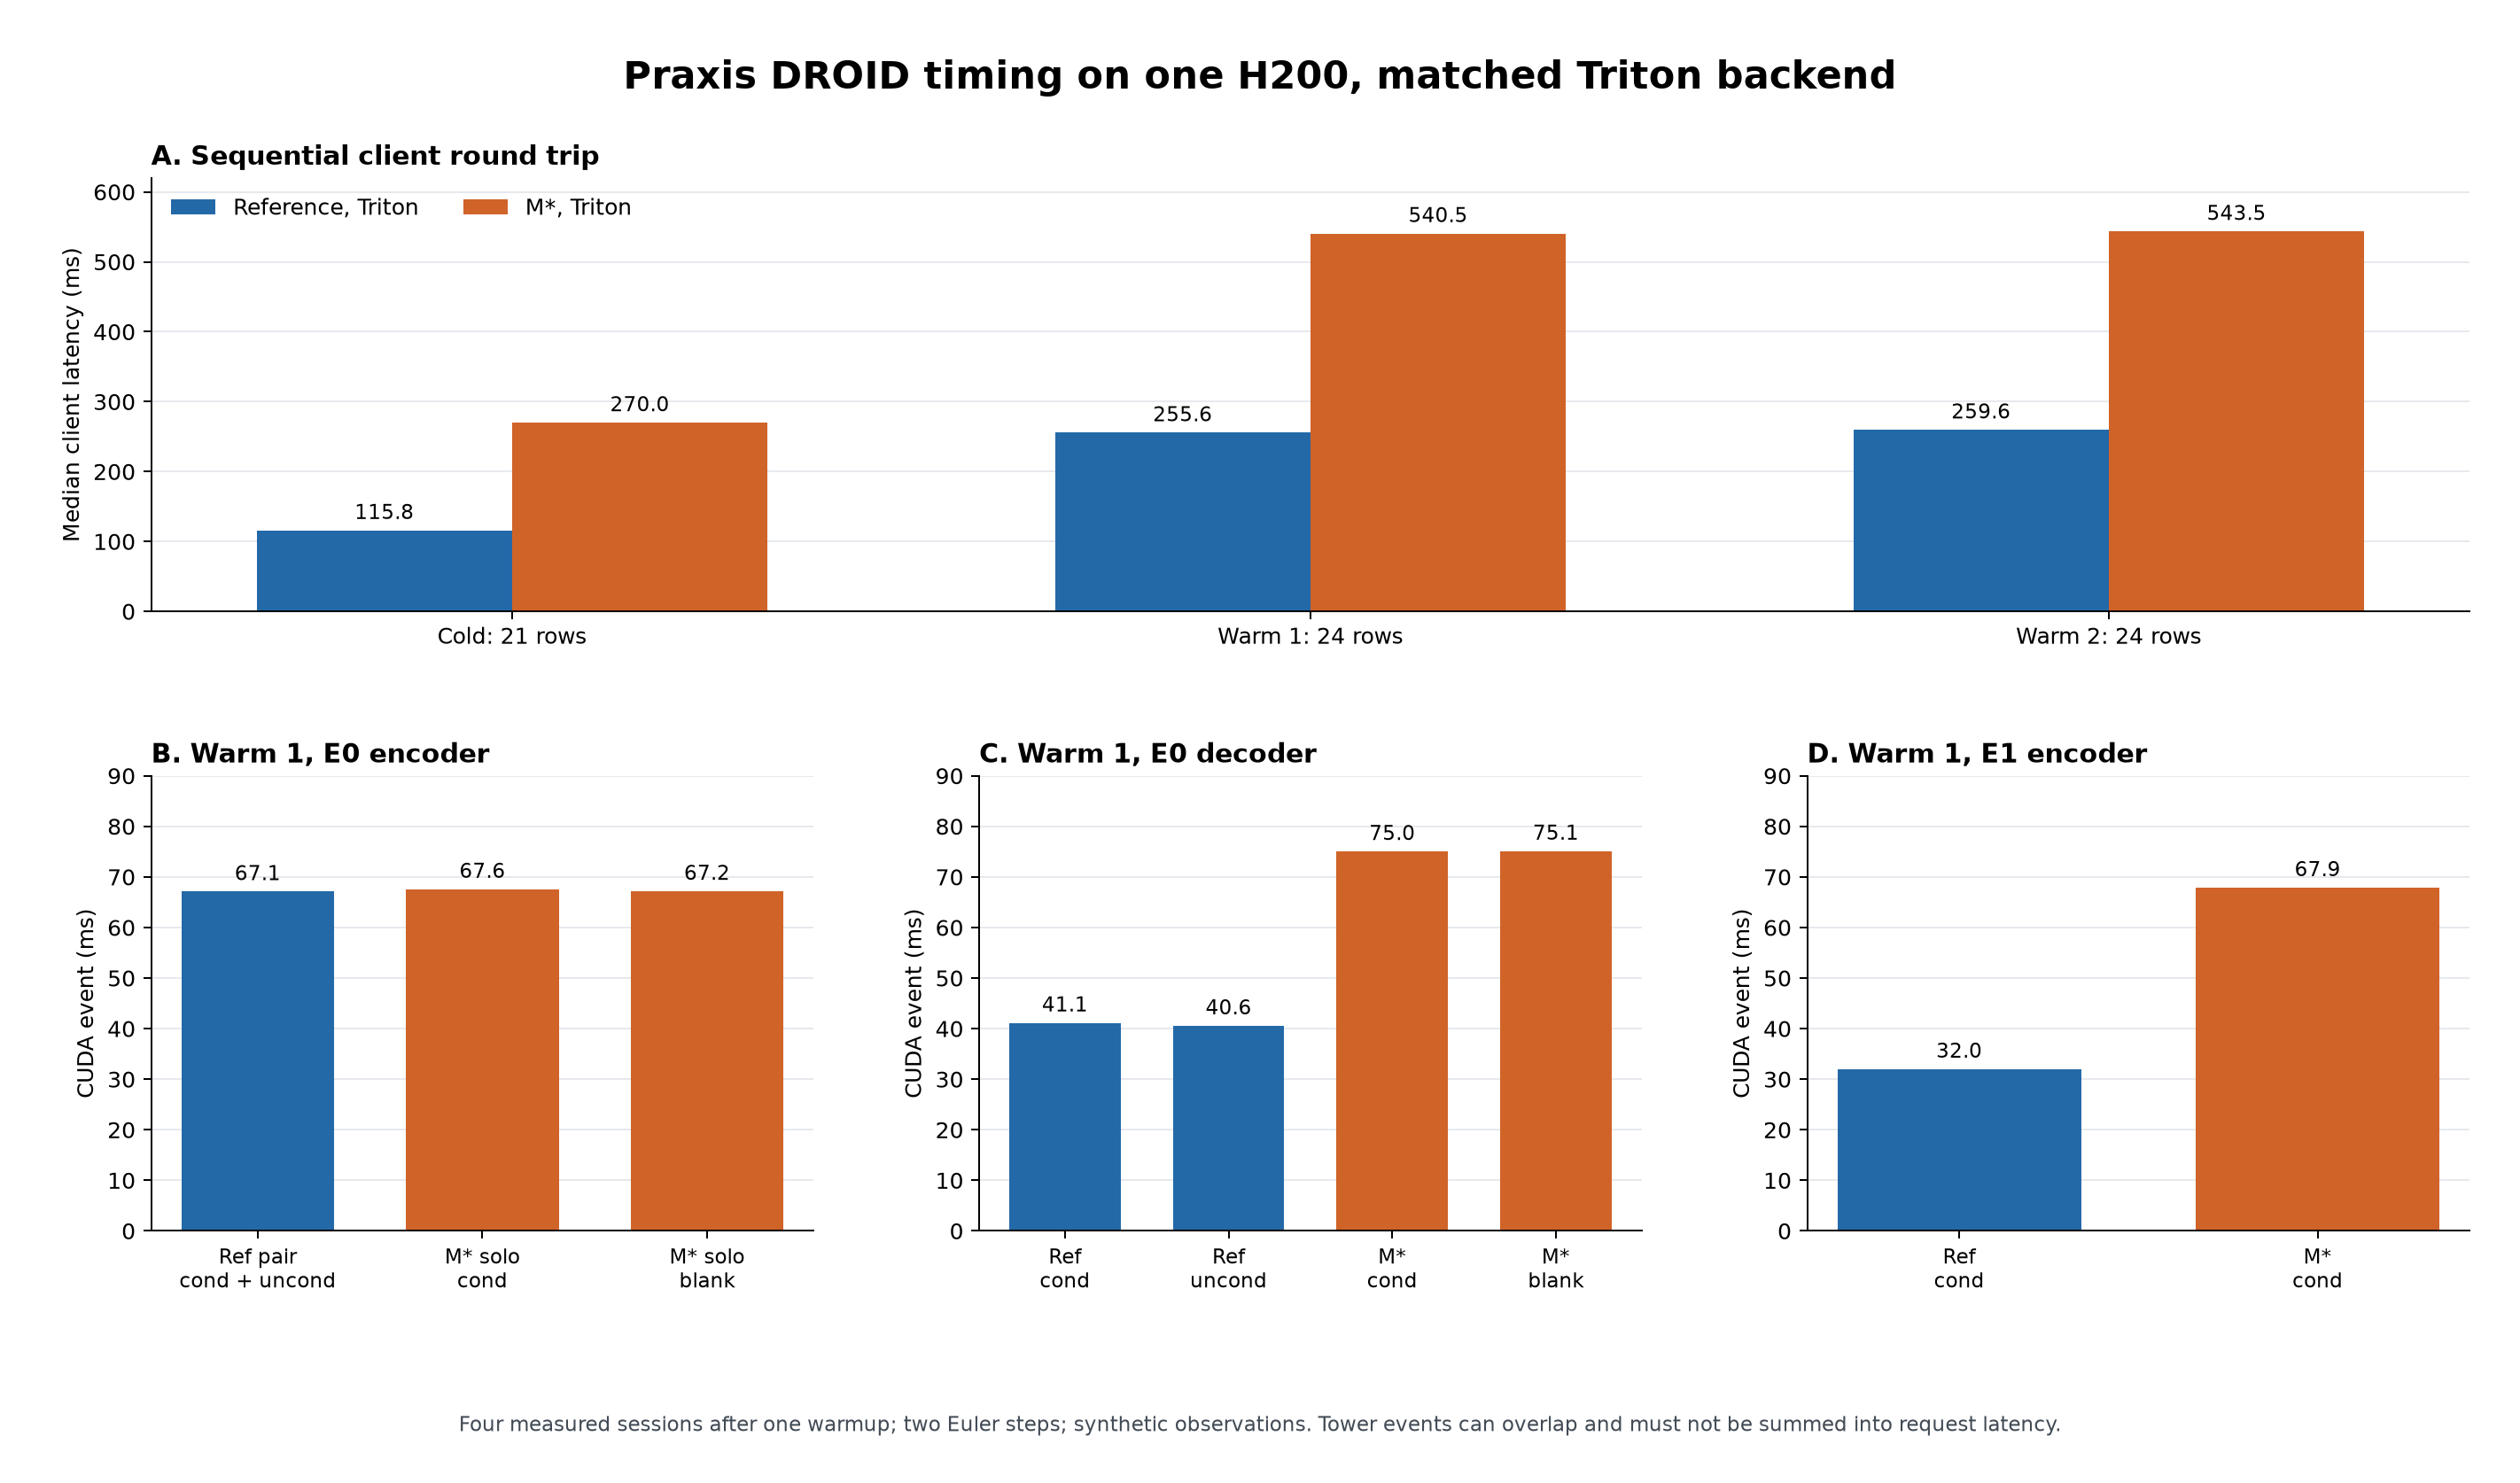 Praxis DROID timing on one H200, matched Triton backend
A. Sequential client round trip
Reference, Triton
M*, Triton
Median client latency (ms)
600
500
400
300
200
100
0
115.8
270.0
255.6
540.5
259.6
543.5
Cold: 21 rows
Warm 1: 24 rows
Warm 2: 24 rows
B. Warm 1, E0 encoder
CUDA event (ms)
90
80
70
60
50
40
30
20
10
0
67.1
67.6
67.2
Ref pair
cond + uncond
M* solo
cond
M* solo
blank
C. Warm 1, E0 decoder
CUDA event (ms)
90
80
70
60
50
40
30
20
10
0
41.1
40.6
75.0
75.1
Ref
cond
Ref
uncond
M*
cond
M*
blank
D. Warm 1, E1 encoder
CUDA event (ms)
90
80
70
60
50
40
30
20
10
0
32.0
67.9
Ref
cond
M*
cond
Four measured sessions after one warmup; two Euler steps; synthetic observations. Tower events can overlap and must not be summed into request latency.